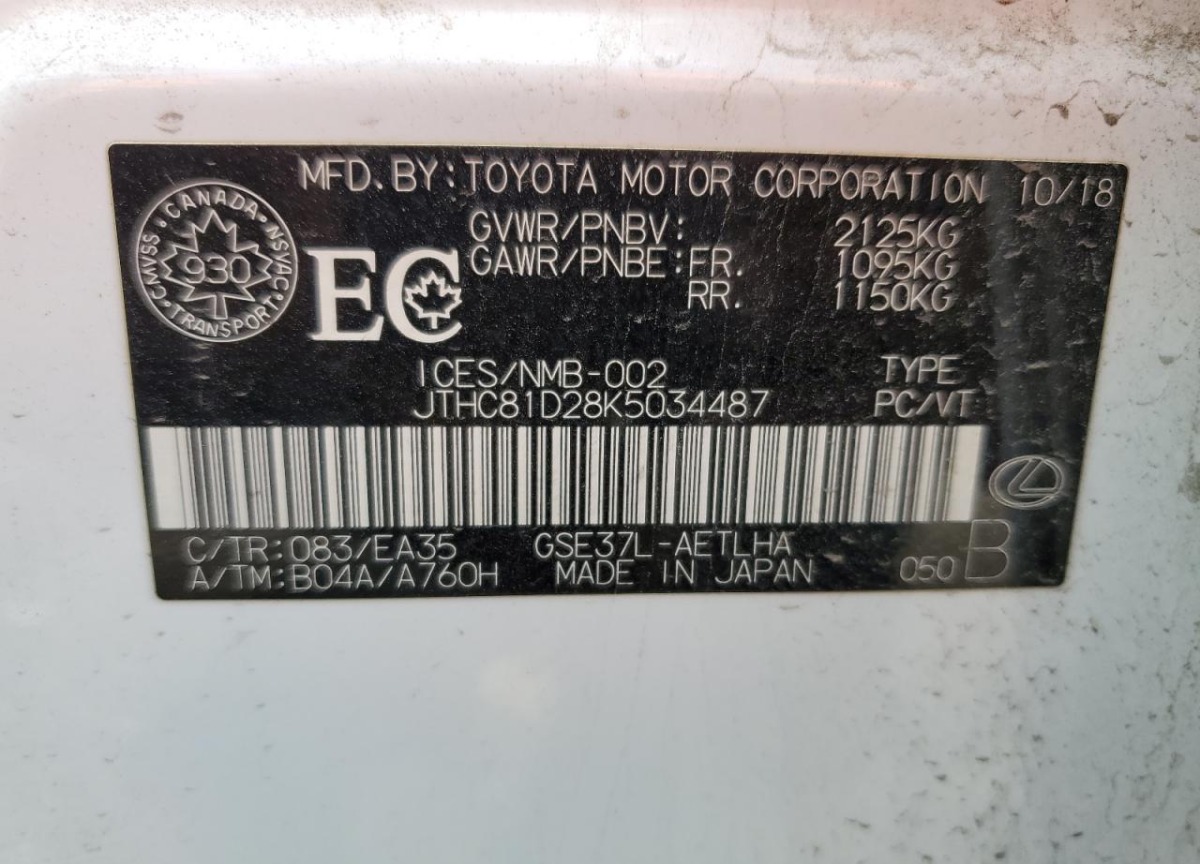 MFD. BY: TOYOTA MOTOR CORPORATION 10/18
CANADA
CMVSS NSVAC
930
TRANSPORT
EC
GVWR/PNBV: 2125KG
GAWR/PNBE: FR. 1095KG
RR. 1150KG
ICES/NMB-002 TYPE
JTHC81D28K5034487 PC/VT
C/TR: 083/EA35 GSE37L-AETLHA
A/TM: B04A/A760H MADE IN JAPAN 050 B